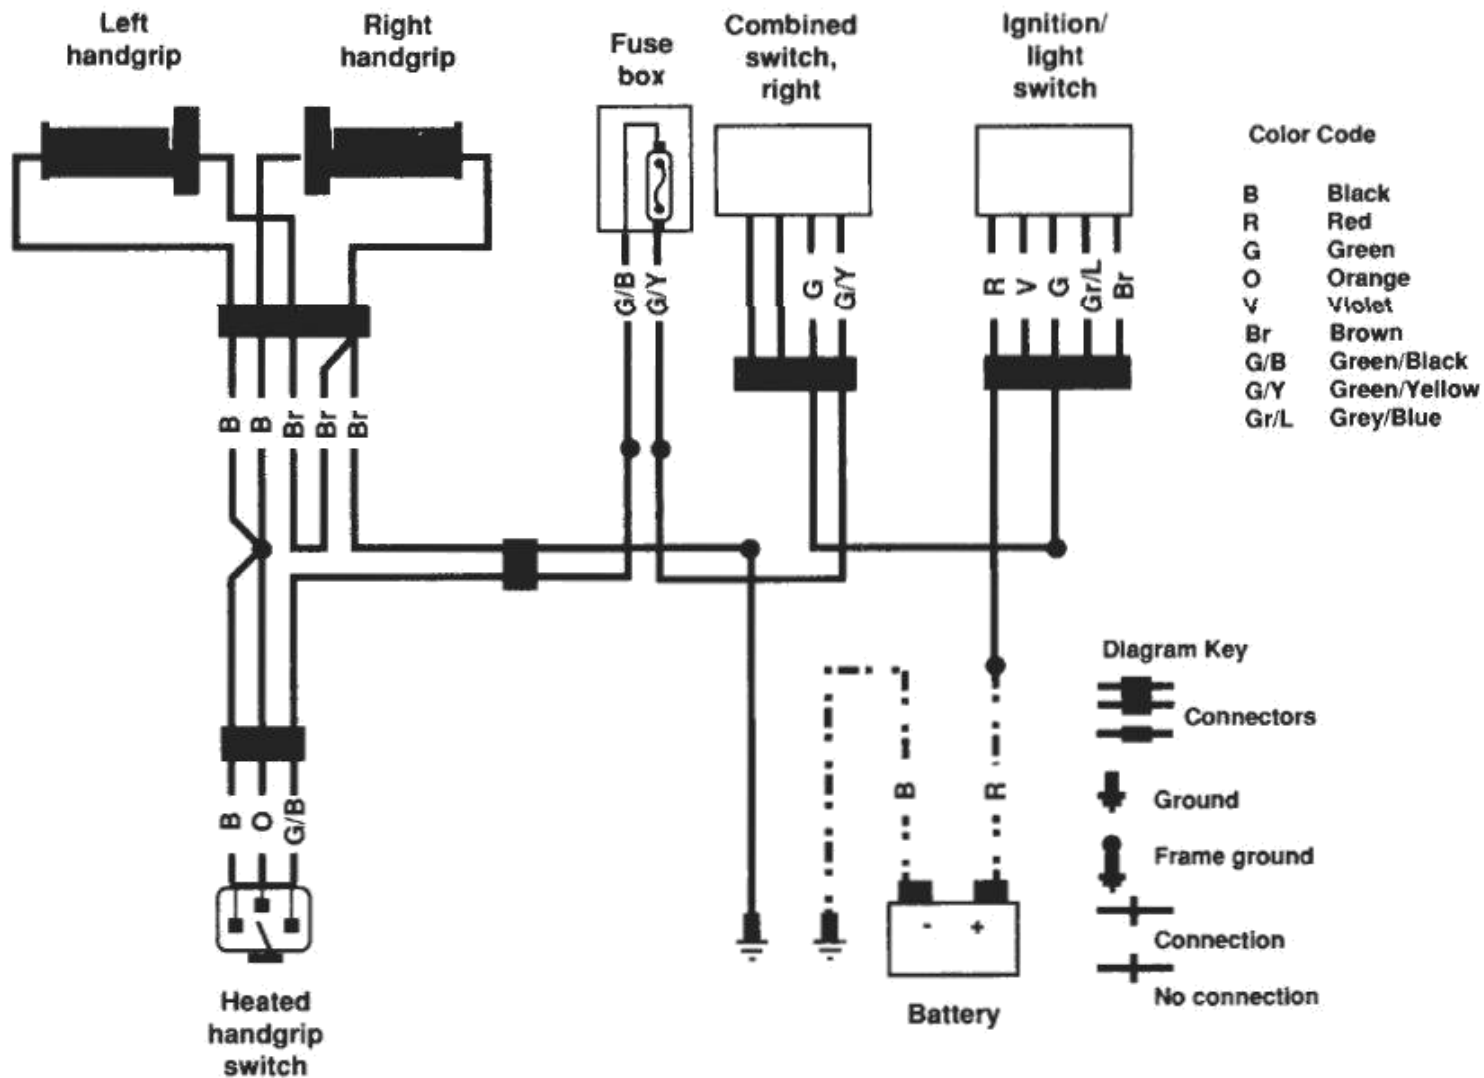 Left
handgrip
Right
handgrip
Fuse
box
Combined
switch,
right
Ignition/
light
switch
G/B
G/Y
G
G/Y
R
V
G
Gr/L
Br
B
B
Br
Br
Br
B
O
G/B
Heated
handgrip
switch
B
R
-
+
Battery
Color Code
B Black
R Red
G Green
O Orange
V Violet
Br Brown
G/B Green/Black
G/Y Green/Yellow
Gr/L Grey/Blue
Diagram Key
Connectors
Ground
Frame ground
Connection
No connection